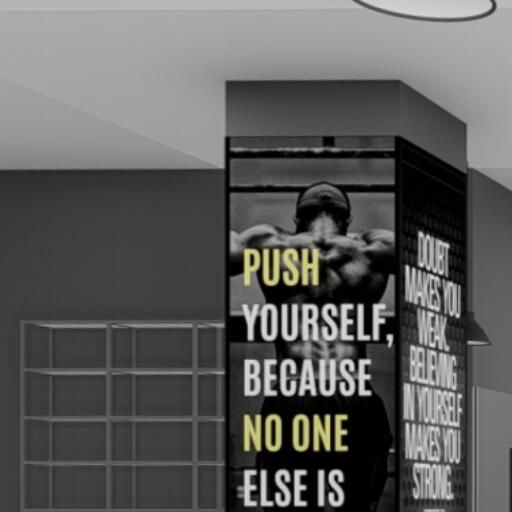 PUSH
YOURSELF,
BECAUSE
NO ONE
ELSE IS
DOUBT
MAKES YOU
WEAK.
BELIEVING
IN YOURSELF
MAKES YOU
STRONG.